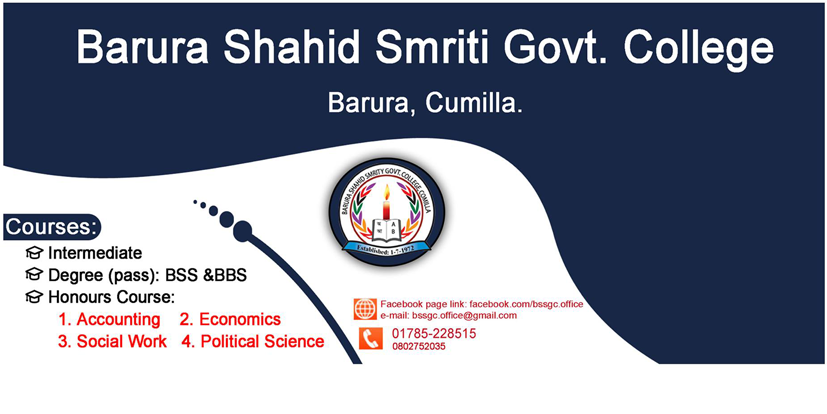 Barura Shahid Smriti Govt. College
Barura, Cumilla.
BARURA SHAHID SMRITY GOVT. COLLEGE, COMILLA
A
B
Established: 1-7-1972
Courses:
Intermediate
Degree (pass): BSS &BBS
Honours Course:
1. Accounting 2. Economics
3. Social Work 4. Political Science
Facebook page link: facebook.com/bssgc.office
e-mail: bssgc.office@gmail.com
01785-228515
0802752035